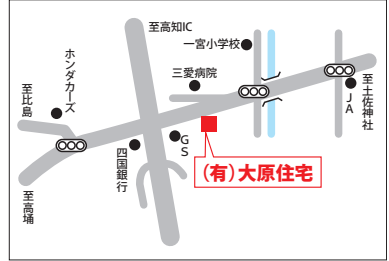 至高知IC
一宮小学校
三愛病院
ホンダカーズ
至比島
至高埇
四国銀行
GS
JA
至土佐神社
(有)大原住宅